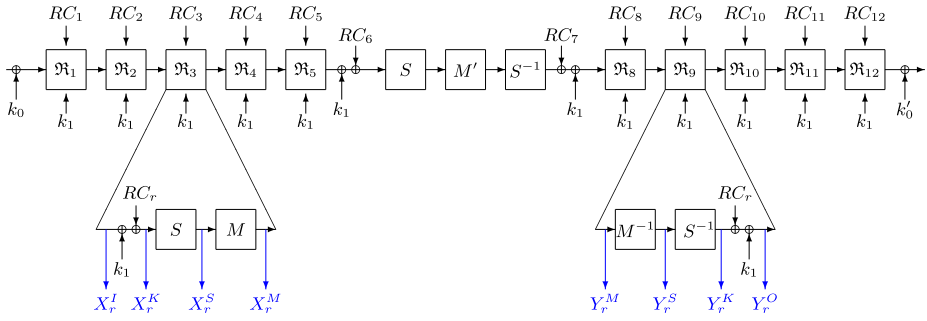 RC₁ RC₂ RC₃ RC₄ RC₅ RC₈ RC₉ RC₁₀ RC₁₁ RC₁₂
RC₆ RC₇
ℜ₁ ℜ₂ ℜ₃ ℜ₄ ℜ₅ S M′ S⁻¹ ℜ₈ ℜ₉ ℜ₁₀ ℜ₁₁ ℜ₁₂
k₀ k₁ k₁ k₁ k₁ k₁ k₁ k₁ k₁ k₁ k₁ k₁ k₁ k′₀
RCᵣ RCᵣ
S M M⁻¹ S⁻¹
k₁ k₁
Xᵣᴵ Xᵣᴷ Xᵣˢ Xᵣᴹ Yᵣᴹ Yᵣˢ Yᵣᴷ Yᵣᴼ